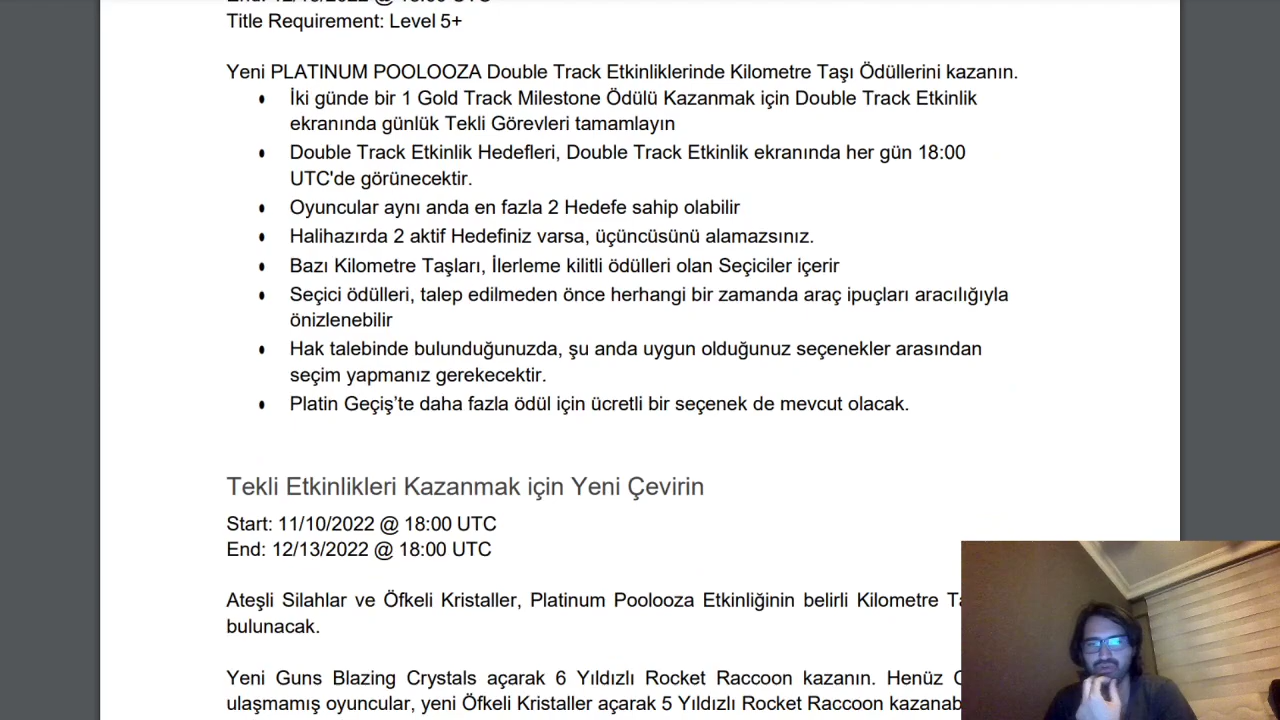 Title Requirement: Level 5+
Yeni PLATINUM POOLOOZA Double Track Etkinliklerinde Kilometre Taşı Ödüllerini kazanın.
• İki günde bir 1 Gold Track Milestone Ödülü Kazanmak için Double Track Etkinlik
ekranında günlük Tekli Görevleri tamamlayın
• Double Track Etkinlik Hedefleri, Double Track Etkinlik ekranında her gün 18:00
UTC'de görünecektir.
• Oyuncular aynı anda en fazla 2 Hedefe sahip olabilir
• Halihazırda 2 aktif Hedefiniz varsa, üçüncüsünü alamazsınız.
• Bazı Kilometre Taşları, İlerleme kilitli ödülleri olan Seçiciler içerir
• Seçici ödülleri, talep edilmeden önce herhangi bir zamanda araç ipuçları aracılığıyla
önizlenebilir
• Hak talebinde bulunduğunuzda, şu anda uygun olduğunuz seçenekler arasından
seçim yapmanız gerekecektir.
• Platin Geçiş’te daha fazla ödül için ücretli bir seçenek de mevcut olacak.
Tekli Etkinlikleri Kazanmak için Yeni Çevirin
Start: 11/10/2022 @ 18:00 UTC
End: 12/13/2022 @ 18:00 UTC
Ateşli Silahlar ve Öfkeli Kristaller, Platinum Poolooza Etkinliğinin belirli Kilometre
bulunacak.
Yeni Guns Blazing Crystals açarak 6 Yıldızlı Rocket Raccoon kazanın. Henüz
ulaşmamış oyuncular, yeni Öfkeli Kristaller açarak 5 Yıldızlı Rocket Raccoon